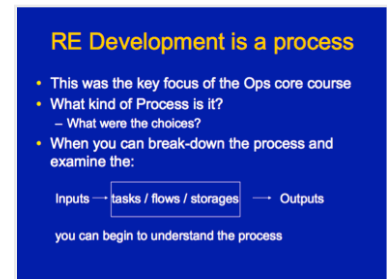 RE Development is a process
• This was the key focus of the Ops core course
• What kind of Process is it?
– What were the choices?
• When you can break-down the process and
examine the:
Inputs → tasks / flows / storages → Outputs
you can begin to understand the process